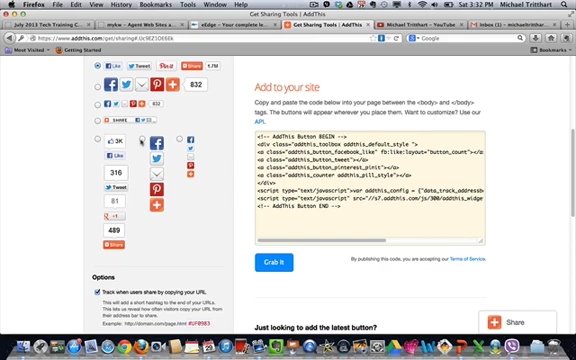 Firefox File Edit View History Bookmarks Tools Window Help
Sat 3:32 PM Michael Tritthart
Get Sharing Tools | AddThis
July 2013 Tech Training C...
mykw - Agent Web Sites a...
eEdge - Your complete le...
Get Sharing Tools | AddThis
Michael Tritthart - YouTube
Inbox (1) - michaeltritthart...
www.addthis.com/get/sharing
Google
Most Visited
Getting Started
Bookmarks
Like
Tweet
Pin it
Share
832
832
SHARE
3K
Like
316
Tweet
81
+1
489
Share
Options
Track when users share by copying your URL
This will add a short hashtag to the end of your
URLs, lets us reveal how often visitors copy your URL from
their address bar to share.
Example: http://domain.com/page.html #UF0983
Add to your site
Copy and paste the code below into your page between the <body> and </body>
tags. The buttons will appear wherever you place them. Want to customize? Use our
API.
<!-- AddThis Button BEGIN -->
<div class="addthis_toolbox addthis_default_style ">
<a class="addthis_button_facebook_like" fb:like:layout="button_count"></a
<a class="addthis_button_tweet"></a>
<a class="addthis_button_pinterest_pinit"></a>
<a class="addthis_counter addthis_pill_style"></a>
</div>
<script type="text/javascript">var addthis_config = {"data_track_addressb
<script type="text/javascript" src="//s7.addthis.com/js/300/addthis_widge
<!-- AddThis Button END -->
Grab It
By publishing this code, you are accepting our Terms of Service.
Just looking to add the latest button?
Share